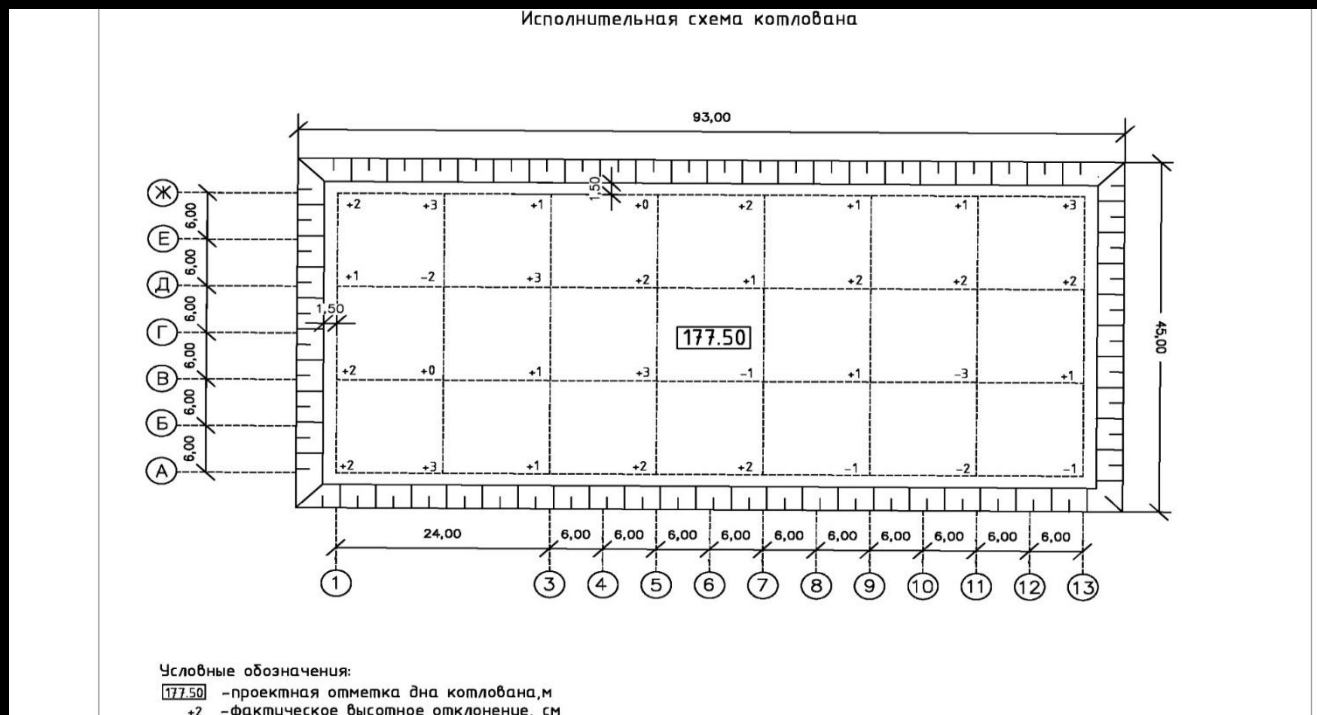 Исполнительная схема котлована
93,00
Ж
1,50
+2 +3 +1 +0 +2 +1 +1 +3
6,00
Е
6,00
45,00
Д
+1 -2 +3 +2 +1 +2 +2 +2
1,50
6,00
Г
177.50
6,00
В
+2 +0 +1 +3 -1 +1 -3 +1
6,00
Б
6,00
А
+2 +3 +1 +2 +2 -1 -2 -1
24,00 6,00 6,00 6,00 6,00 6,00 6,00 6,00 6,00 6,00 6,00
1 3 4 5 6 7 8 9 10 11 12 13
Условные обозначения:
177.50 -проектная отметка дна котлована,м
+2 -фактическое высотное отклонение, см